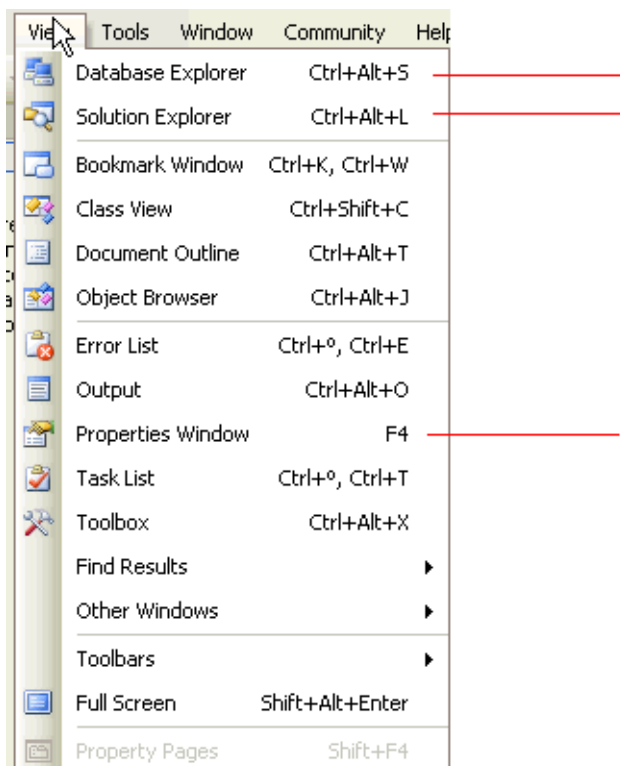 View Tools Window Community Help
Database Explorer Ctrl+Alt+S
Solution Explorer Ctrl+Alt+L
Bookmark Window Ctrl+K, Ctrl+W
Class View Ctrl+Shift+C
Document Outline Ctrl+Alt+T
Object Browser Ctrl+Alt+J
Error List Ctrl+º, Ctrl+E
Output Ctrl+Alt+O
Properties Window F4
Task List Ctrl+º, Ctrl+T
Toolbox Ctrl+Alt+X
Find Results
Other Windows
Toolbars
Full Screen Shift+Alt+Enter
Property Pages Shift+F4